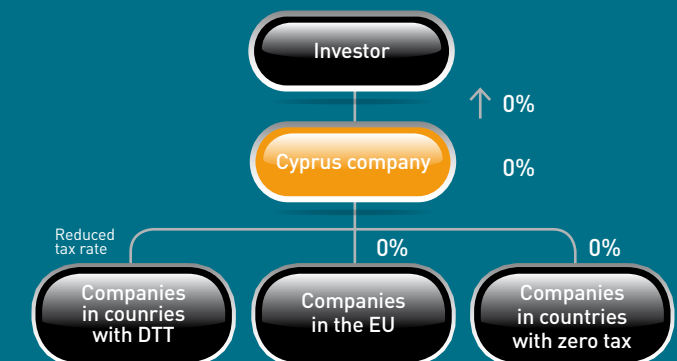 Investor
↑ 0%
Cyprus company
0%
Reduced
tax rate
0%
0%
Companies
in counries
with DTT
Companies
in the EU
Companies
in countries
with zero tax